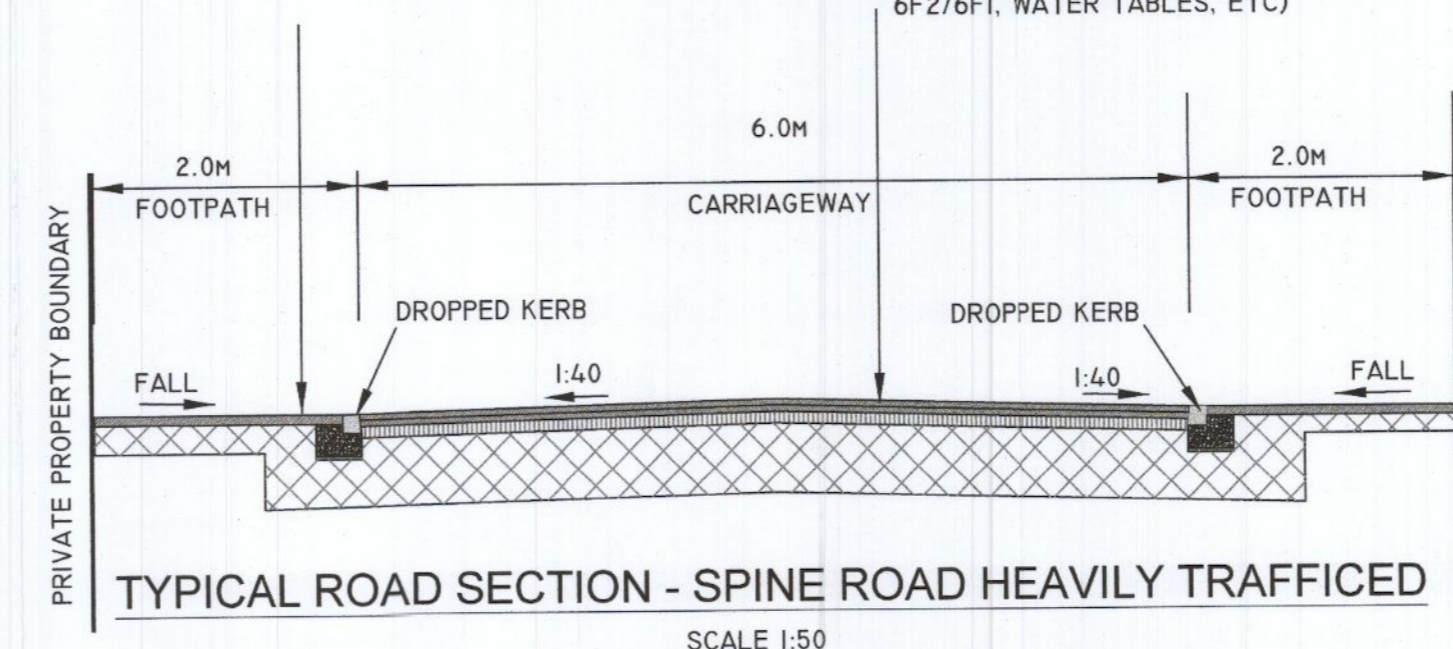 6F2/6F1, WATER TABLES, ETC)
6.0M
2.0M
2.0M
FOOTPATH
CARRIAGEWAY
FOOTPATH
PRIVATE PROPERTY BOUNDARY
DROPPED KERB
DROPPED KERB
FALL
1:40
1:40
FALL
TYPICAL ROAD SECTION - SPINE ROAD HEAVILY TRAFFICED
SCALE 1:50